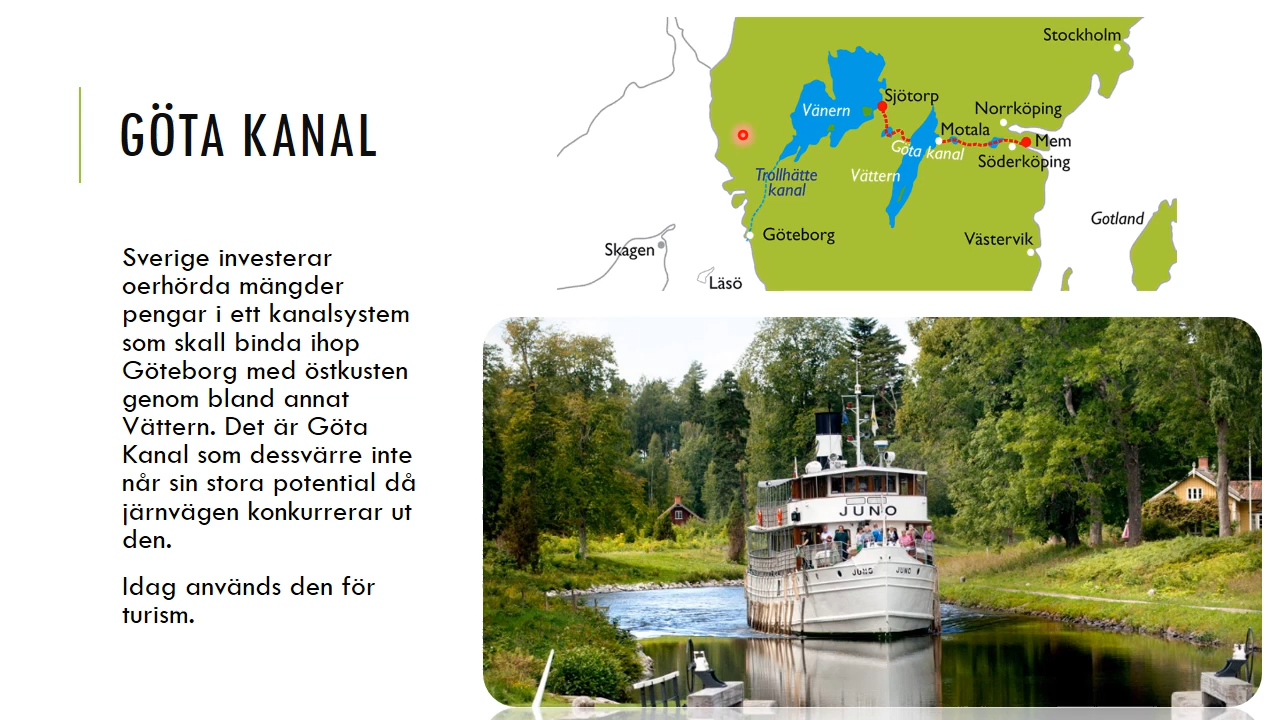 GÖTA KANAL
Sverige investerar
oerhörda mängder
pengar i ett kanalsystem
som skall binda ihop
Göteborg med östkusten
genom bland annat
Vättern. Det är Göta
Kanal som dessvärre inte
når sin stora potential då
järnvägen konkurrerar ut
den.
Idag används den för
turism.
Stockholm
Sjötorp
Vänern
Norrköping
Motala
Mem
Göta kanal
Söderköping
Trollhätte
kanal
Vättern
Gotland
Göteborg
Västervik
Skagen
Läsö
JUNO
JUNO
JUNO